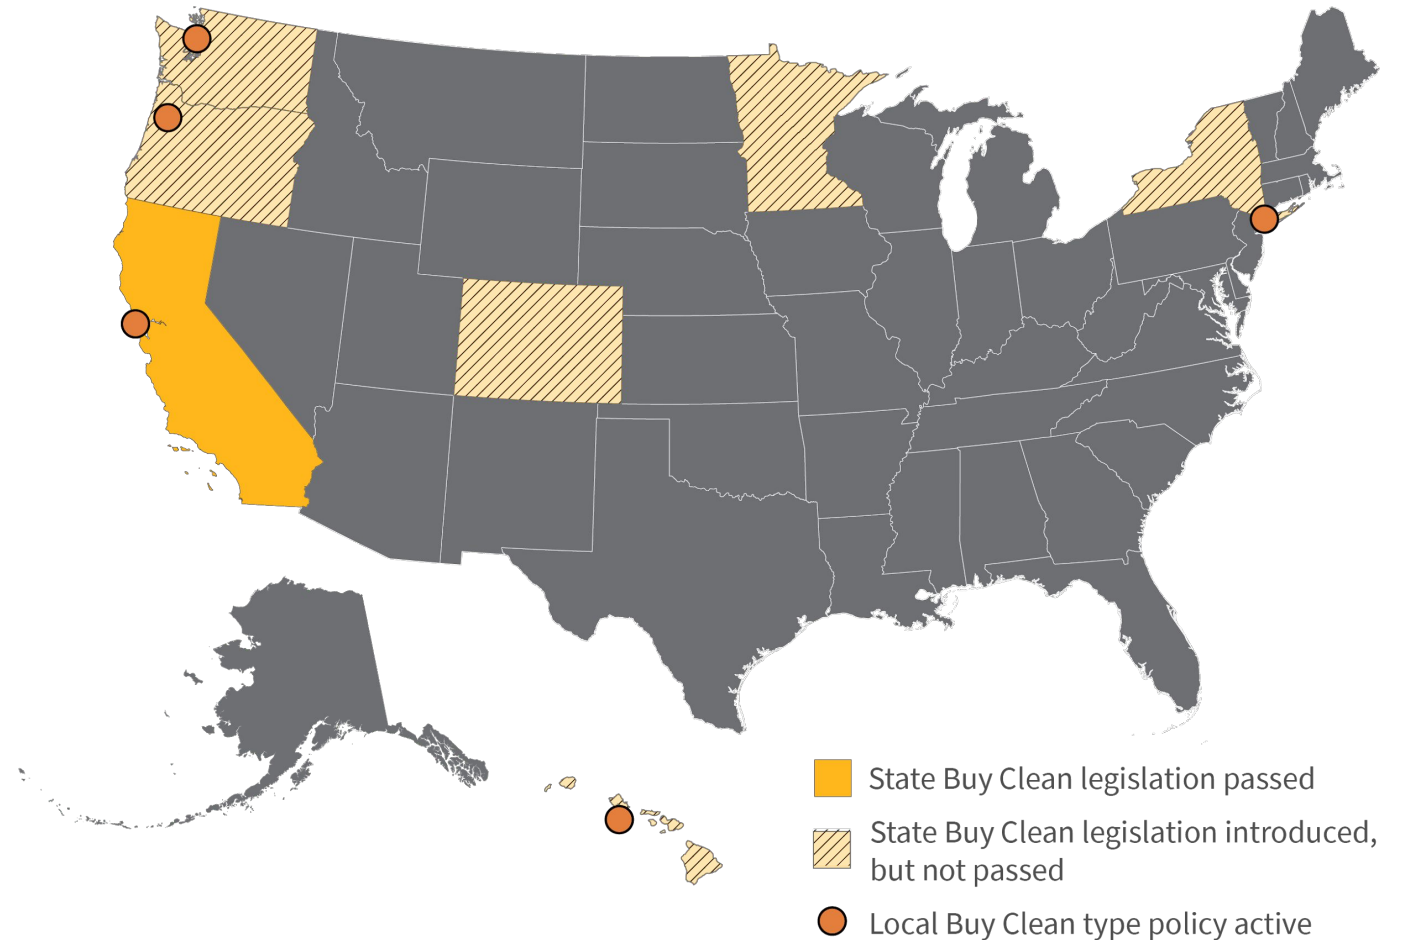 State Buy Clean legislation passed
State Buy Clean legislation introduced,
but not passed
Local Buy Clean type policy active